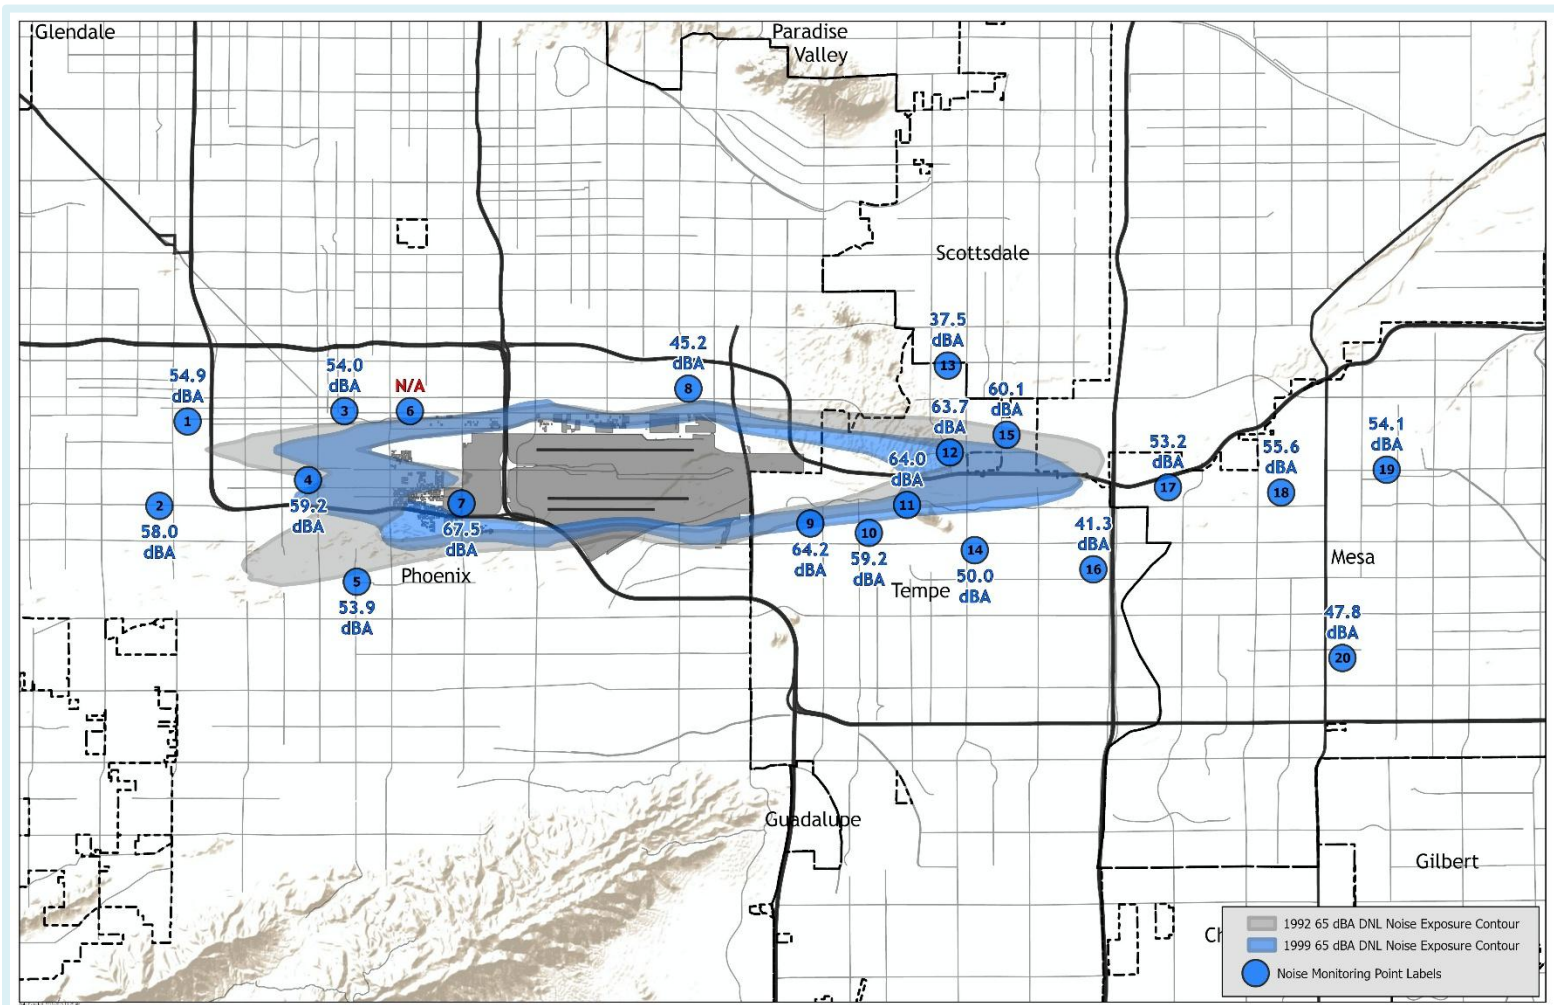 Glendale
Paradise
Valley
Scottsdale
37.5
dBA
13
45.2
dBA
8
54.0
dBA
3
N/A
6
54.9
dBA
1
60.1
dBA
15
63.7
dBA
12
64.0
dBA
11
53.2
dBA
17
55.6
dBA
18
54.1
dBA
19
4
59.2
dBA
2
58.0
dBA
7
67.5
dBA
9
64.2
dBA
10
59.2
dBA
14
50.0
dBA
41.3
dBA
16
5
53.9
dBA
Phoenix
Tempe
Mesa
47.8
dBA
20
Guadalupe
Gilbert
Ch
1992 65 dBA DNL Noise Exposure Contour
1999 65 dBA DNL Noise Exposure Contour
Noise Monitoring Point Labels